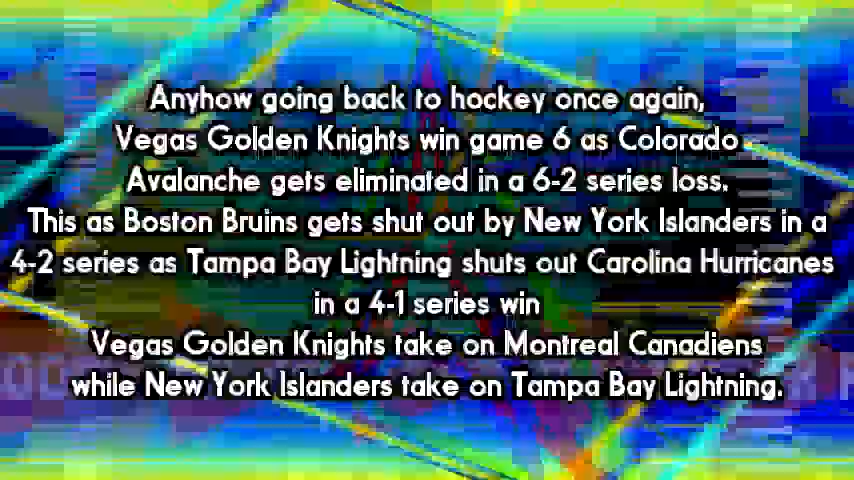 Anyhow going back to hockey once again,
Vegas Golden Knights win game 6 as Colorado
Avalanche gets eliminated in a 6-2 series loss.
This as Boston Bruins gets shut out by New York Islanders in a
4-2 series as Tampa Bay Lightning shuts out Carolina Hurricanes
in a 4-1 series win
Vegas Golden Knights take on Montreal Canadiens
while New York Islanders take on Tampa Bay Lightning.